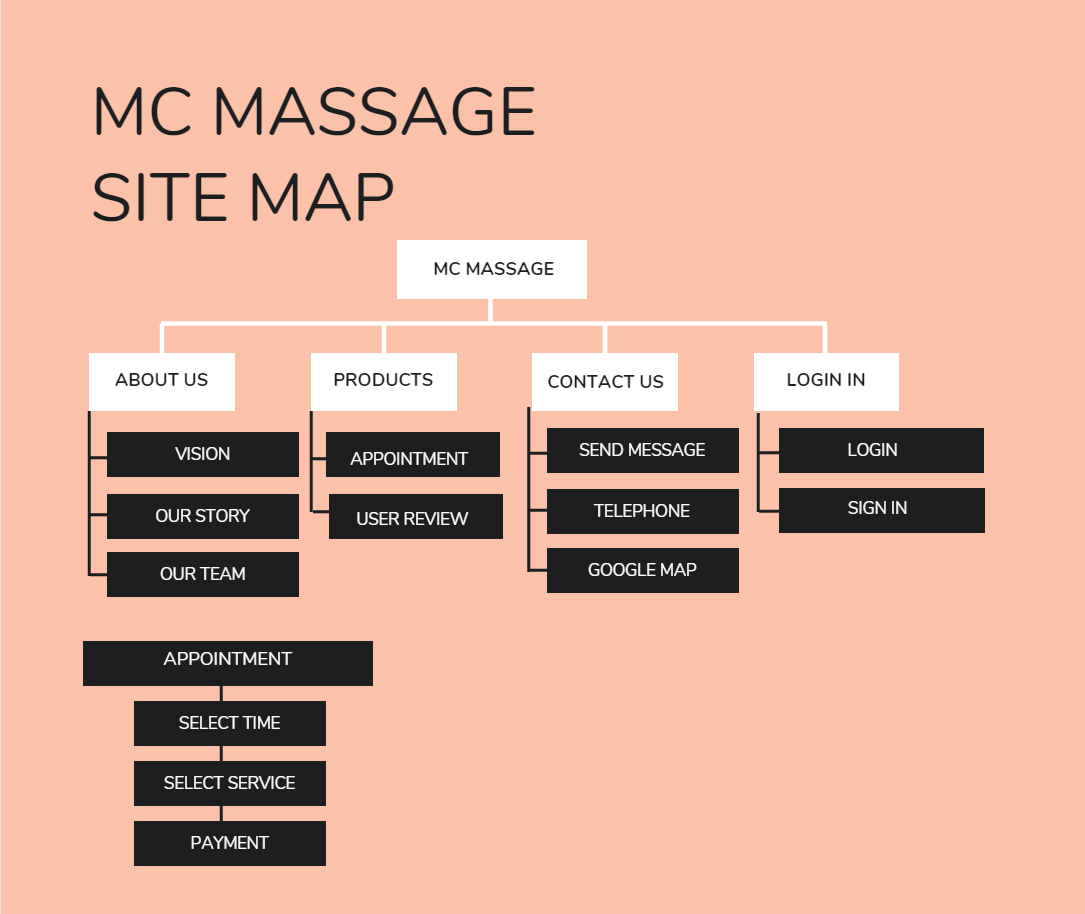 MC MASSAGE
SITE MAP
MC MASSAGE
ABOUT US
PRODUCTS
CONTACT US
LOGIN IN
VISION
OUR STORY
OUR TEAM
APPOINTMENT
USER REVIEW
SEND MESSAGE
TELEPHONE
GOOGLE MAP
LOGIN
SIGN IN
APPOINTMENT
SELECT TIME
SELECT SERVICE
PAYMENT